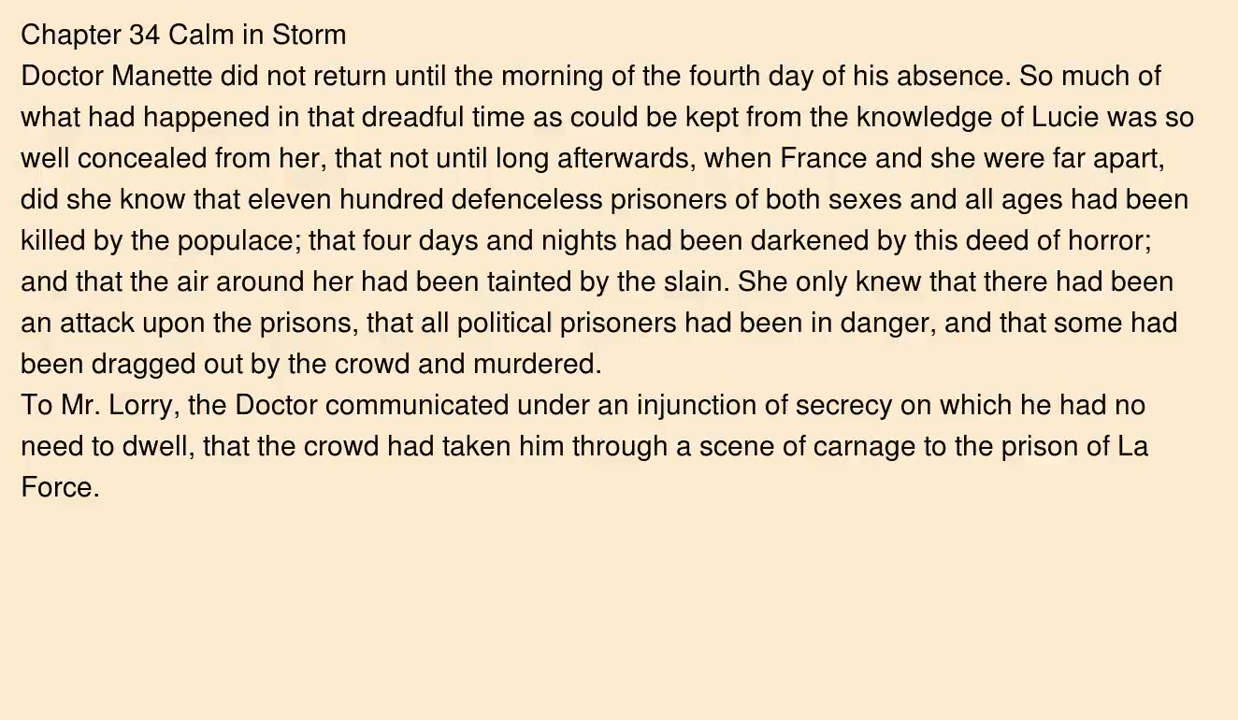 Chapter 34 Calm in Storm
Doctor Manette did not return until the morning of the fourth day of his absence. So much of
what had happened in that dreadful time as could be kept from the knowledge of Lucie was so
well concealed from her, that not until long afterwards, when France and she were far apart,
did she know that eleven hundred defenceless prisoners of both sexes and all ages had been
killed by the populace; that four days and nights had been darkened by this deed of horror;
and that the air around her had been tainted by the slain. She only knew that there had been
an attack upon the prisons, that all political prisoners had been in danger, and that some had
been dragged out by the crowd and murdered.
To Mr. Lorry, the Doctor communicated under an injunction of secrecy on which he had no
need to dwell, that the crowd had taken him through a scene of carnage to the prison of La
Force.